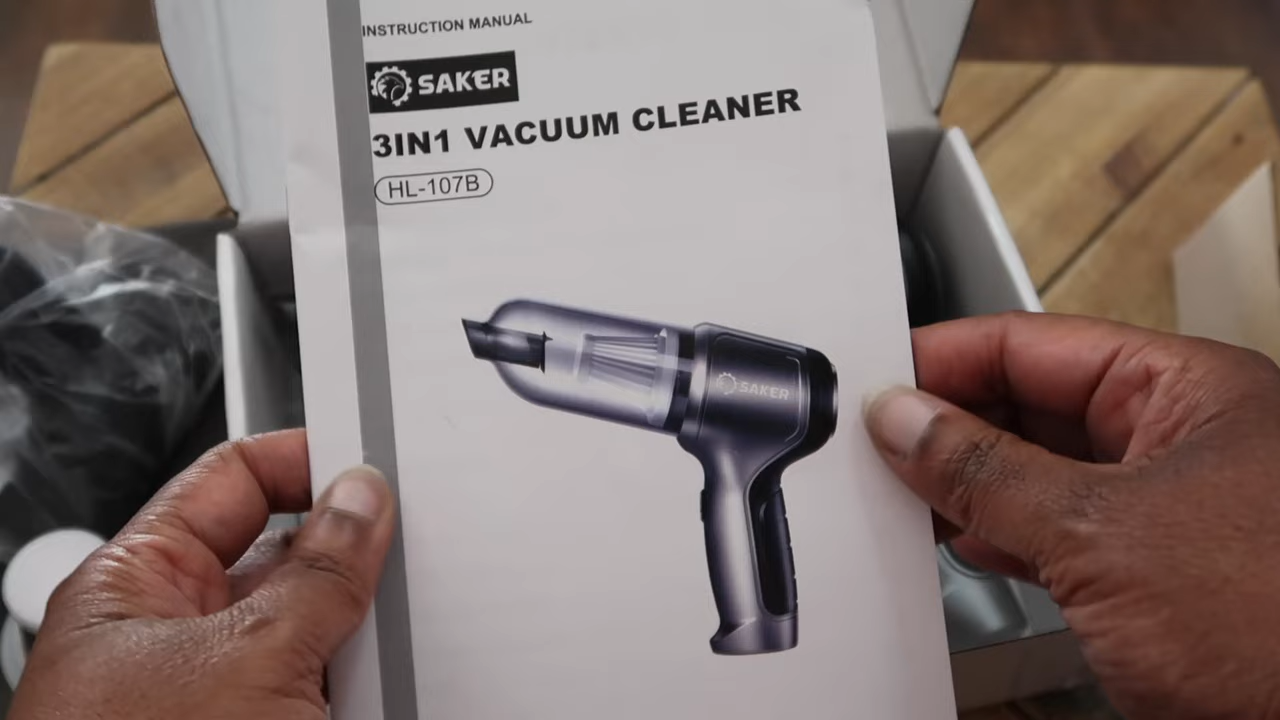 INSTRUCTION MANUAL
SAKER
3IN1 VACUUM CLEANER
HL-107B
SAKER